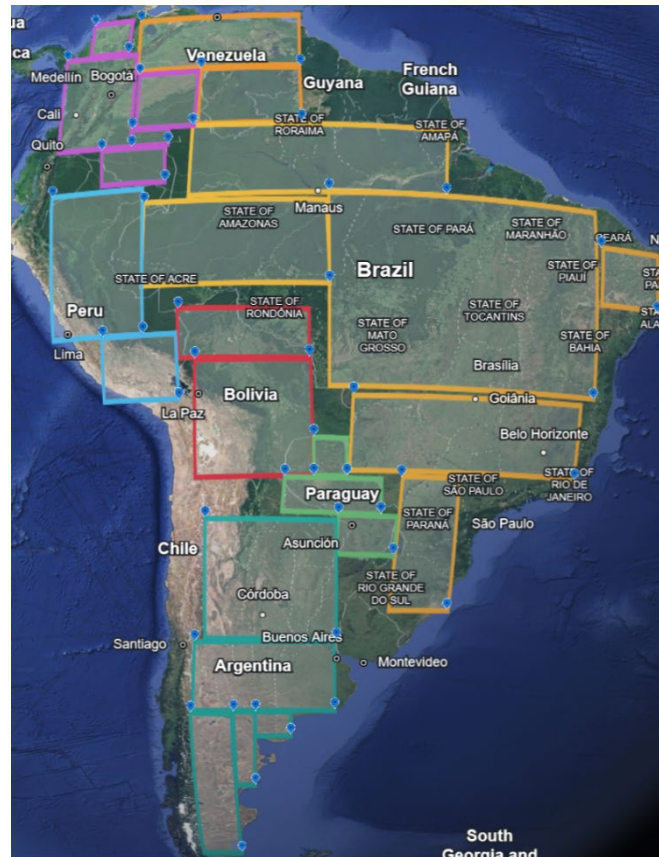 ua
ca
Venezuela
Medellín
Bogotá
Guyana
French
Guiana
Cali
Quito
STATE OF
RORAIMA
STATE OF
AMAPÁ
Manaus
STATE OF
AMAZONAS
STATE OF PARÁ
STATE OF
MARANHÃO
CEARÁ
N
Brazil
STATE OF ACRE
STATE OF
PIAUÍ
STA
PA
Peru
STATE OF
RONDÔNIA
STATE OF
TOCANTINS
STA
ALA
Lima
STATE OF
MATO
GROSSO
STATE OF
BAHIA
Brasília
Bolivia
La Paz
Goiânia
Belo Horizonte
Paraguay
STATE OF
SÃO PAULO
STATE OF
RIO DE
JANEIRO
STATE OF
PARANÁ
São Paulo
Chile
Asunción
STATE OF
RIO GRANDE
DO SUL
Córdoba
Santiago
Buenos Aires
Argentina
Montevideo
South
Georgia and